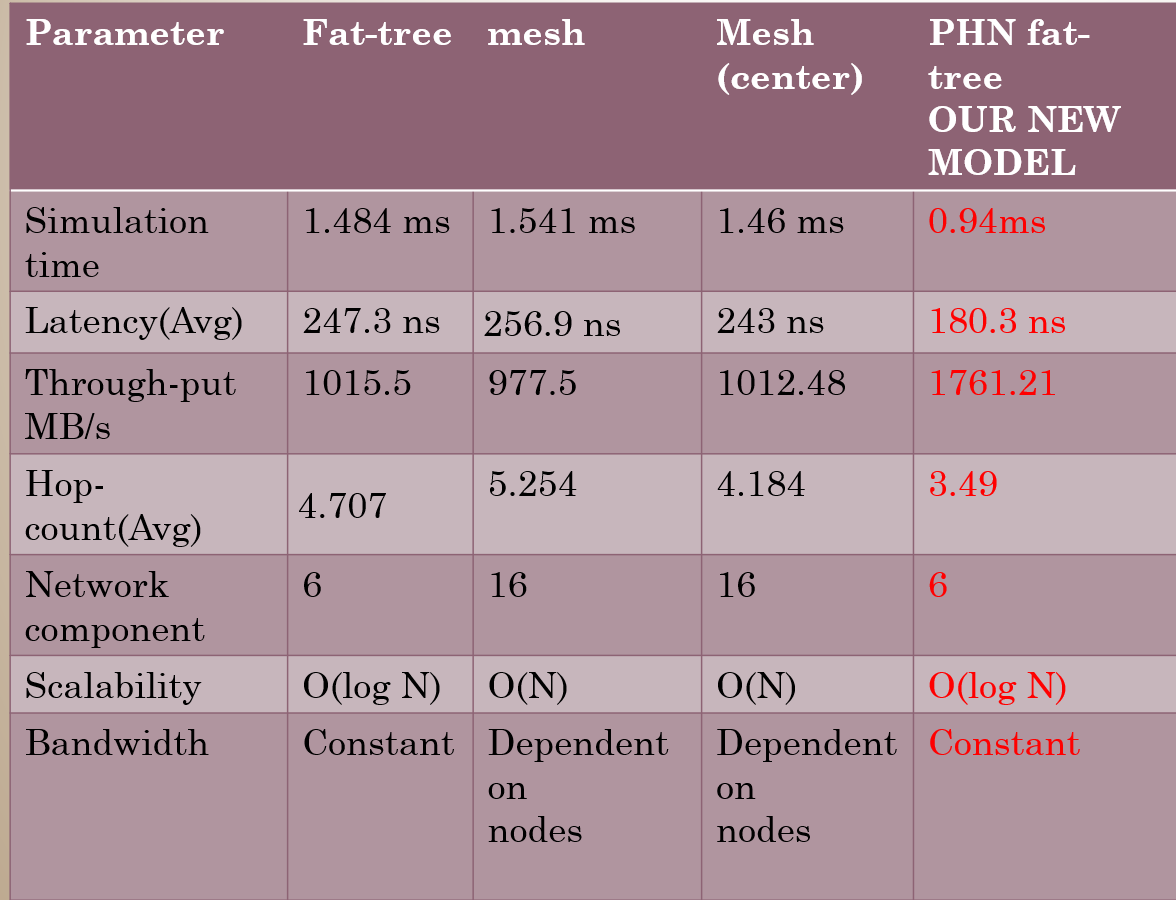 Parameter Fat-tree mesh Mesh (center) PHN fat-tree OUR NEW MODEL
Simulation time 1.484 ms 1.541 ms 1.46 ms 0.94ms
Latency(Avg) 247.3 ns 256.9 ns 243 ns 180.3 ns
Through-put MB/s 1015.5 977.5 1012.48 1761.21
Hop-count(Avg) 4.707 5.254 4.184 3.49
Network component 6 16 16 6
Scalability O(log N) O(N) O(N) O(log N)
Bandwidth Constant Dependent on nodes Dependent on nodes Constant